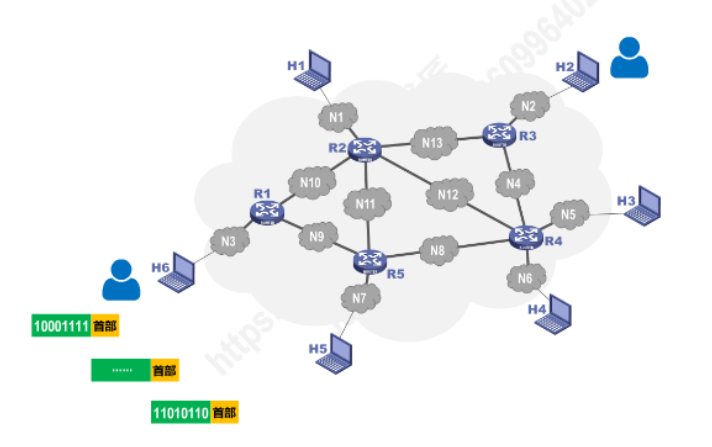 H1
H2
N1
N2
R2
N13
R3
N10
N12
N4
R1
N11
N5
H3
N3
N9
N8
R4
H6
R5
N6
N7
H4
H5
10001111 首部
…… 首部
11010110 首部
https